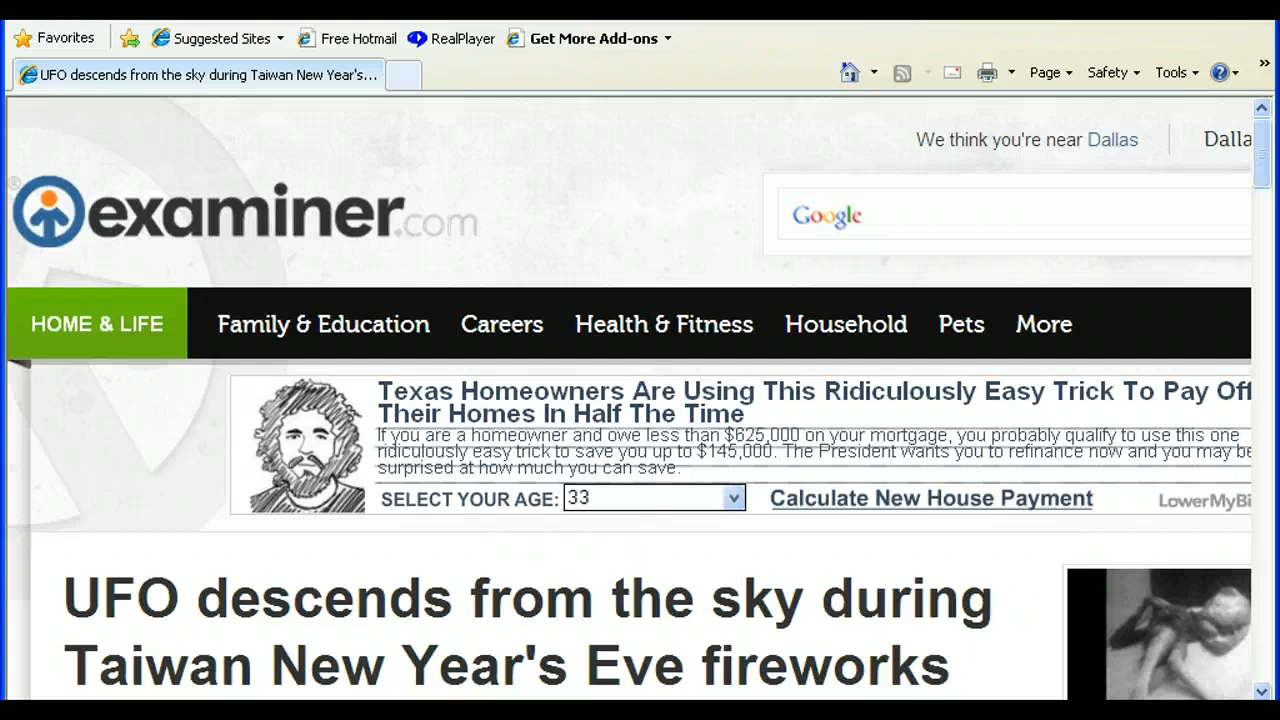 Favorites
Suggested Sites
Free Hotmail
RealPlayer
Get More Add-ons
UFO descends from the sky during Taiwan New Year's...
Page
Safety
Tools
We think you're near Dallas
Dalla
examiner.com
Google
HOME & LIFE
Family & Education
Careers
Health & Fitness
Household
Pets
More
Texas Homeowners Are Using This Ridiculously Easy Trick To Pay Off
Their Homes In Half The Time
If you are a homeowner and owe less than $625,000 on your mortgage, you probably qualify to use this one
ridiculously easy trick to save you up to $145,000. The President wants you to refinance now and you may be
surprised at how much you can save.
SELECT YOUR AGE: 33
Calculate New House Payment
LowerMyBi
UFO descends from the sky during
Taiwan New Year's Eve fireworks